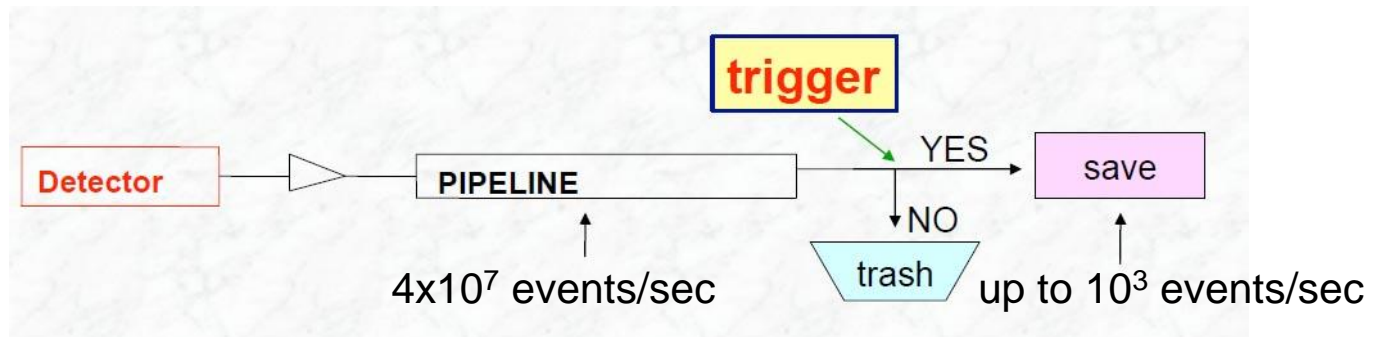 trigger
YES
Detector
PIPELINE
save
NO
trash
4x10⁷ events/sec
up to 10³ events/sec